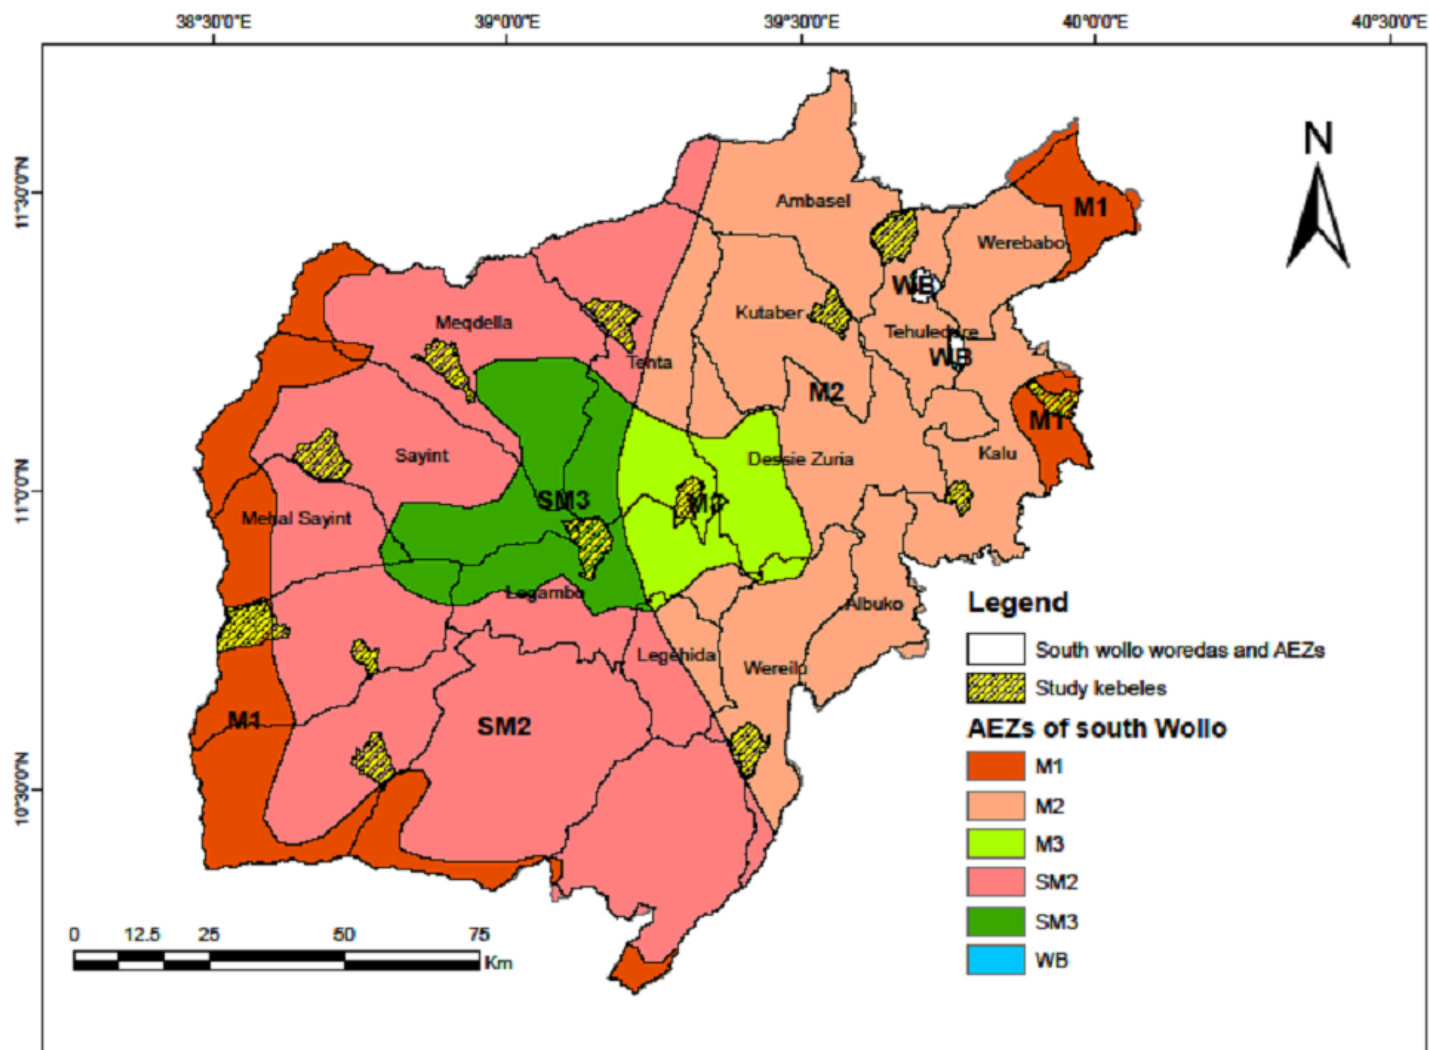 38°30'0"E 39°0'0"E 39°30'0"E 40°0'0"E 40°30'0"E
11°30'0"N
11°0'0"N
10°30'0"N
N
Ambasel
M1
Werebabo
WB
Kutaber
Meqdella
Tehuledere
WB
Tenta
M2
M1
Sayint
Dessie Zuria
Kalu
SM3
M3
Mehal Sayint
Legambo
Albuko
Legehida
Wereilu
M1
SM2
Legend
South wollo woredas and AEZs
Study kebeles
AEZs of south Wollo
M1
M2
M3
SM2
SM3
WB
0 12.5 25 50 75
Km